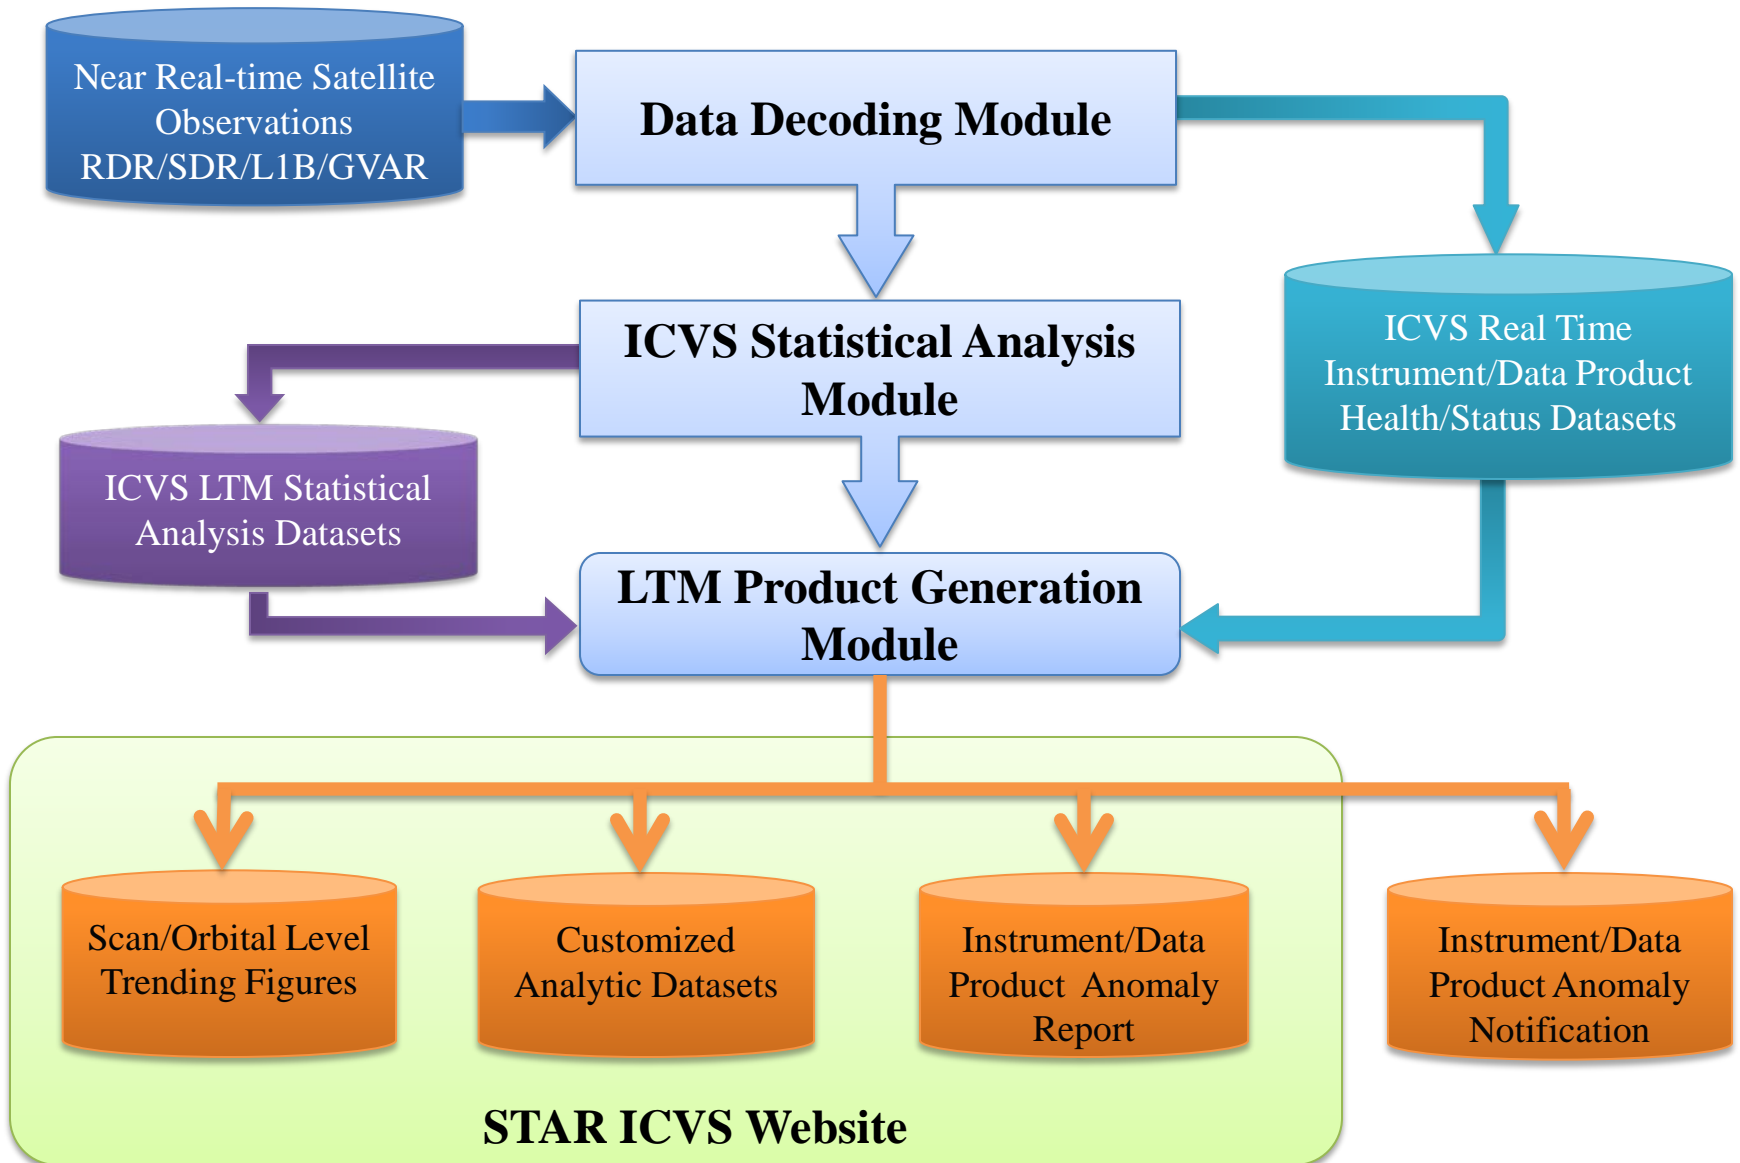 Near Real-time Satellite
Observations
RDR/SDR/L1B/GVAR
Data Decoding Module
ICVS Statistical Analysis
Module
ICVS Real Time
Instrument/Data Product
Health/Status Datasets
ICVS LTM Statistical
Analysis Datasets
LTM Product Generation
Module
Scan/Orbital Level
Trending Figures
Customized
Analytic Datasets
Instrument/Data
Product Anomaly
Report
Instrument/Data
Product Anomaly
Notification
STAR ICVS Website